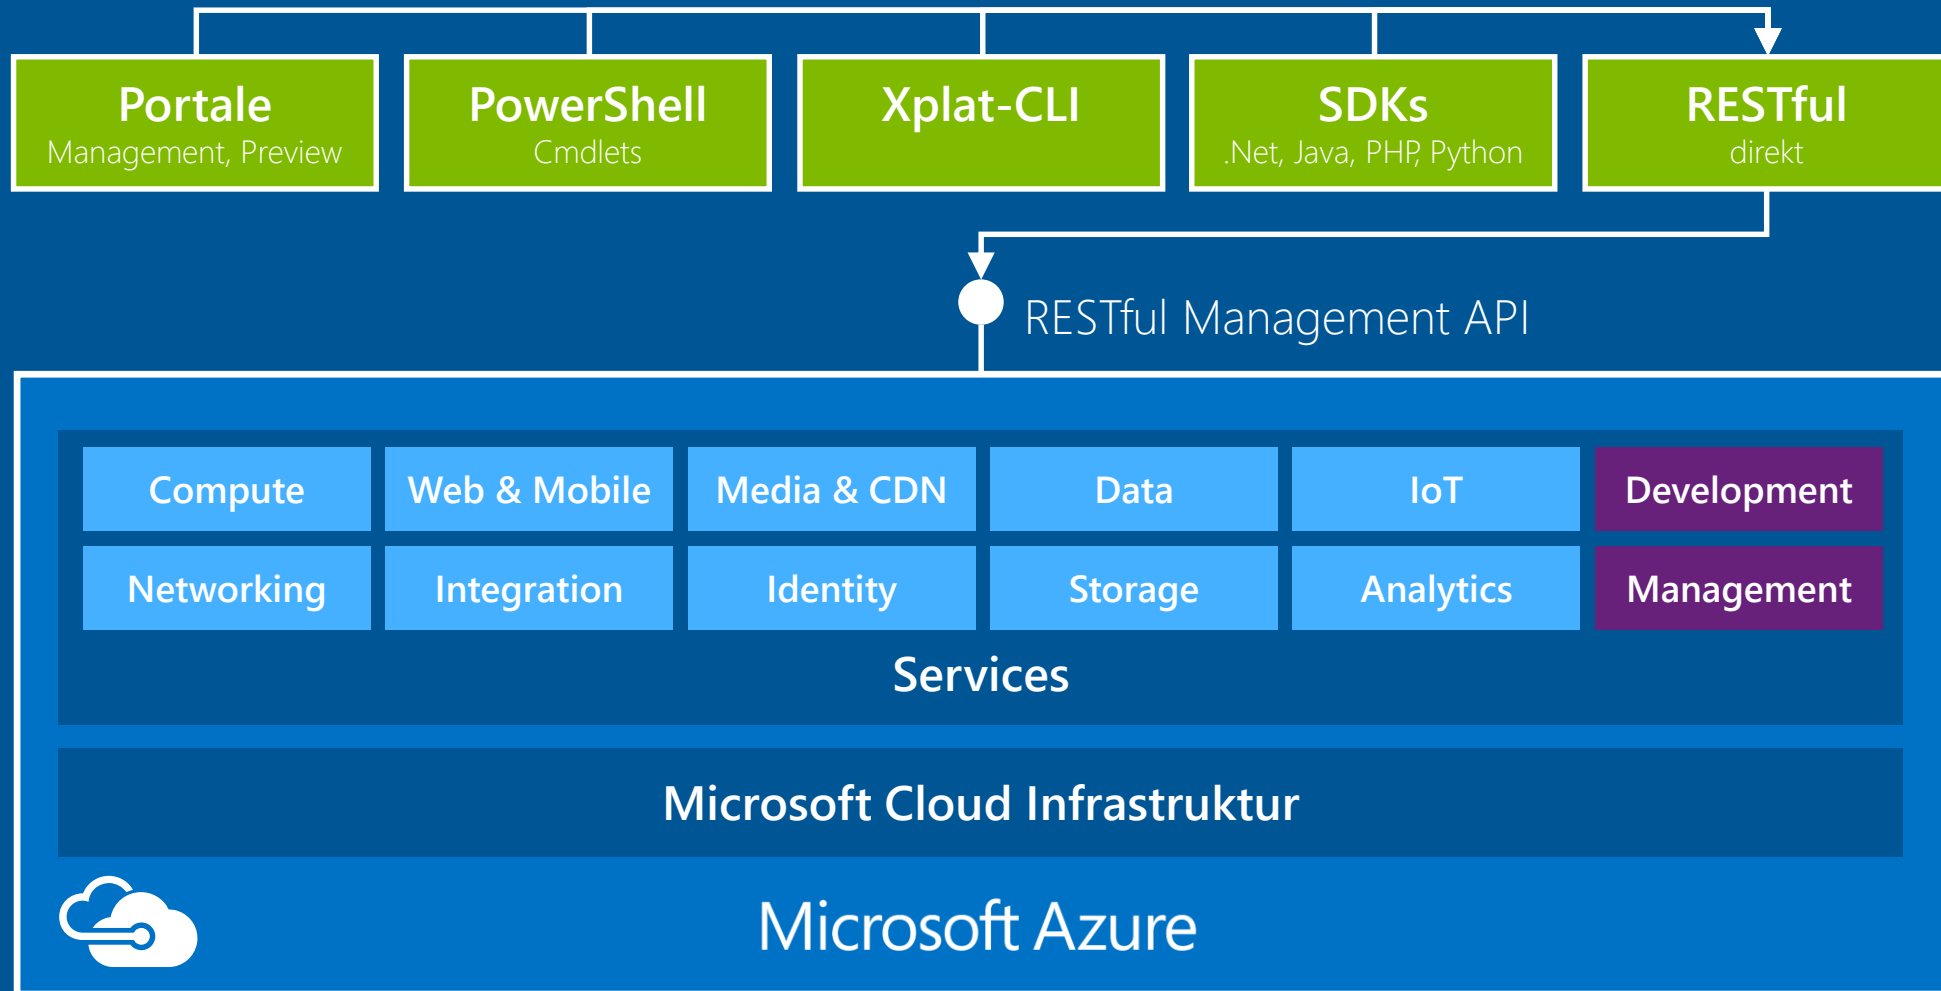 Portale
Management, Preview
PowerShell
Cmdlets
Xplat-CLI
SDKs
.Net, Java, PHP, Python
RESTful
direkt
RESTful Management API
Compute
Web & Mobile
Media & CDN
Data
IoT
Development
Networking
Integration
Identity
Storage
Analytics
Management
Services
Microsoft Cloud Infrastruktur
Microsoft Azure